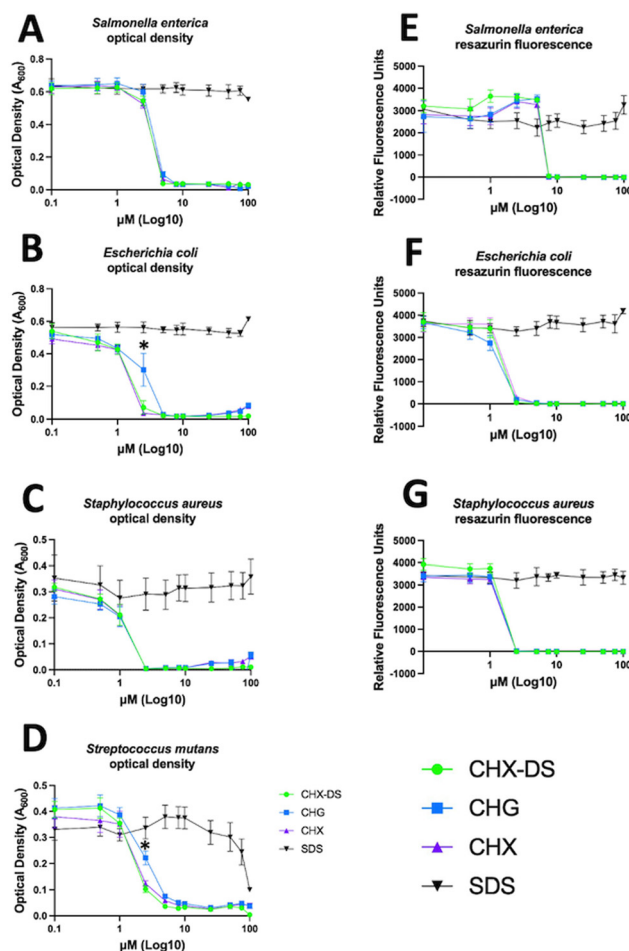 A
Salmonella enterica
optical density
Optical Density (A600)
0.8
0.6
0.4
0.2
0.0
0.1
1
10
100
µM (Log10)
E
Salmonella enterica
resazurin fluorescence
Relative Fluorescence Units
5000
4000
3000
2000
1000
0
-1000
1
10
100
µM (Log10)
B
Escherichia coli
optical density
Optical Density (A600)
0.8
0.6
0.4
0.2
0.0
*
0.1
1
10
100
µM (Log10)
F
Escherichia coli
resazurin fluorescence
Relative Fluorescence Units
5000
4000
3000
2000
1000
0
-1000
1
10
100
µM (Log10)
C
Staphylococcus aureus
optical density
Optical Density (A600)
0.5
0.4
0.3
0.2
0.1
0.0
0.1
1
10
100
µM (Log10)
G
Staphylococcus aureus
resazurin fluorescence
Relative Fluorescence Units
5000
4000
3000
2000
1000
0
-1000
1
10
100
µM (Log10)
D
Streptococcus mutans
optical density
Optical Density (A600)
0.5
0.4
0.3
0.2
0.1
0.0
*
0.1
1
10
100
µM (Log10)
CHX-DS
CHG
CHX
SDS
CHX-DS
CHG
CHX
SDS